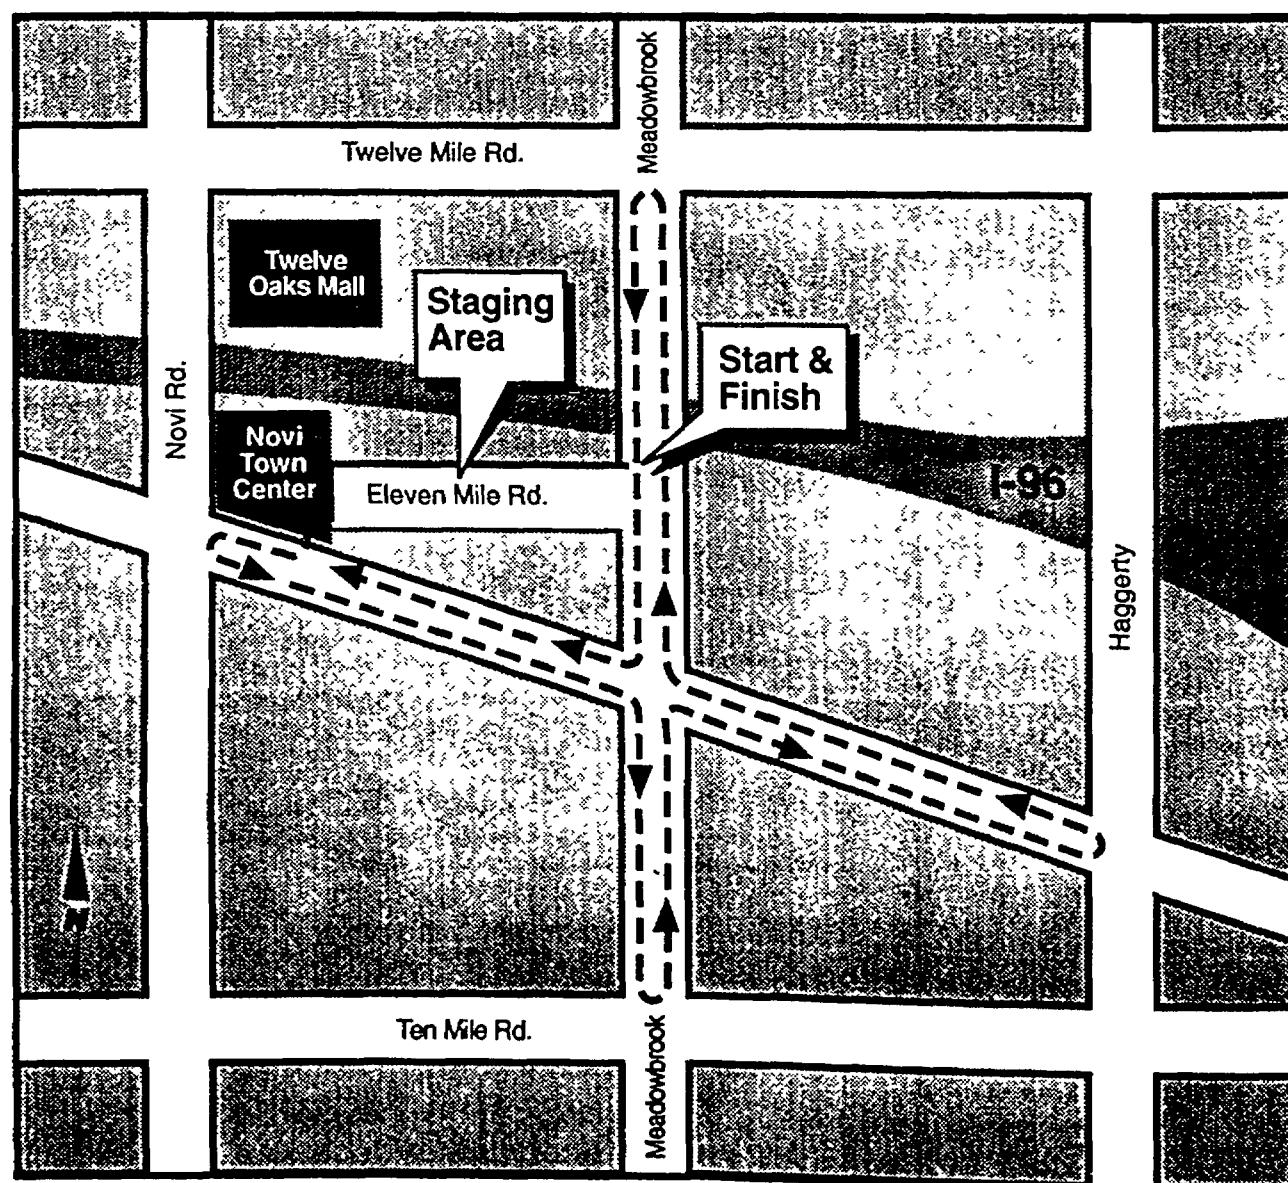 Meadowbrook
Twelve Mile Rd.
Twelve
Oaks Mall
Staging
Area
Start &
Finish
Novi Rd.
Novi
Town
Center
Eleven Mile Rd.
I-96
Haggerty
N
Ten Mile Rd.
Meadowbrook